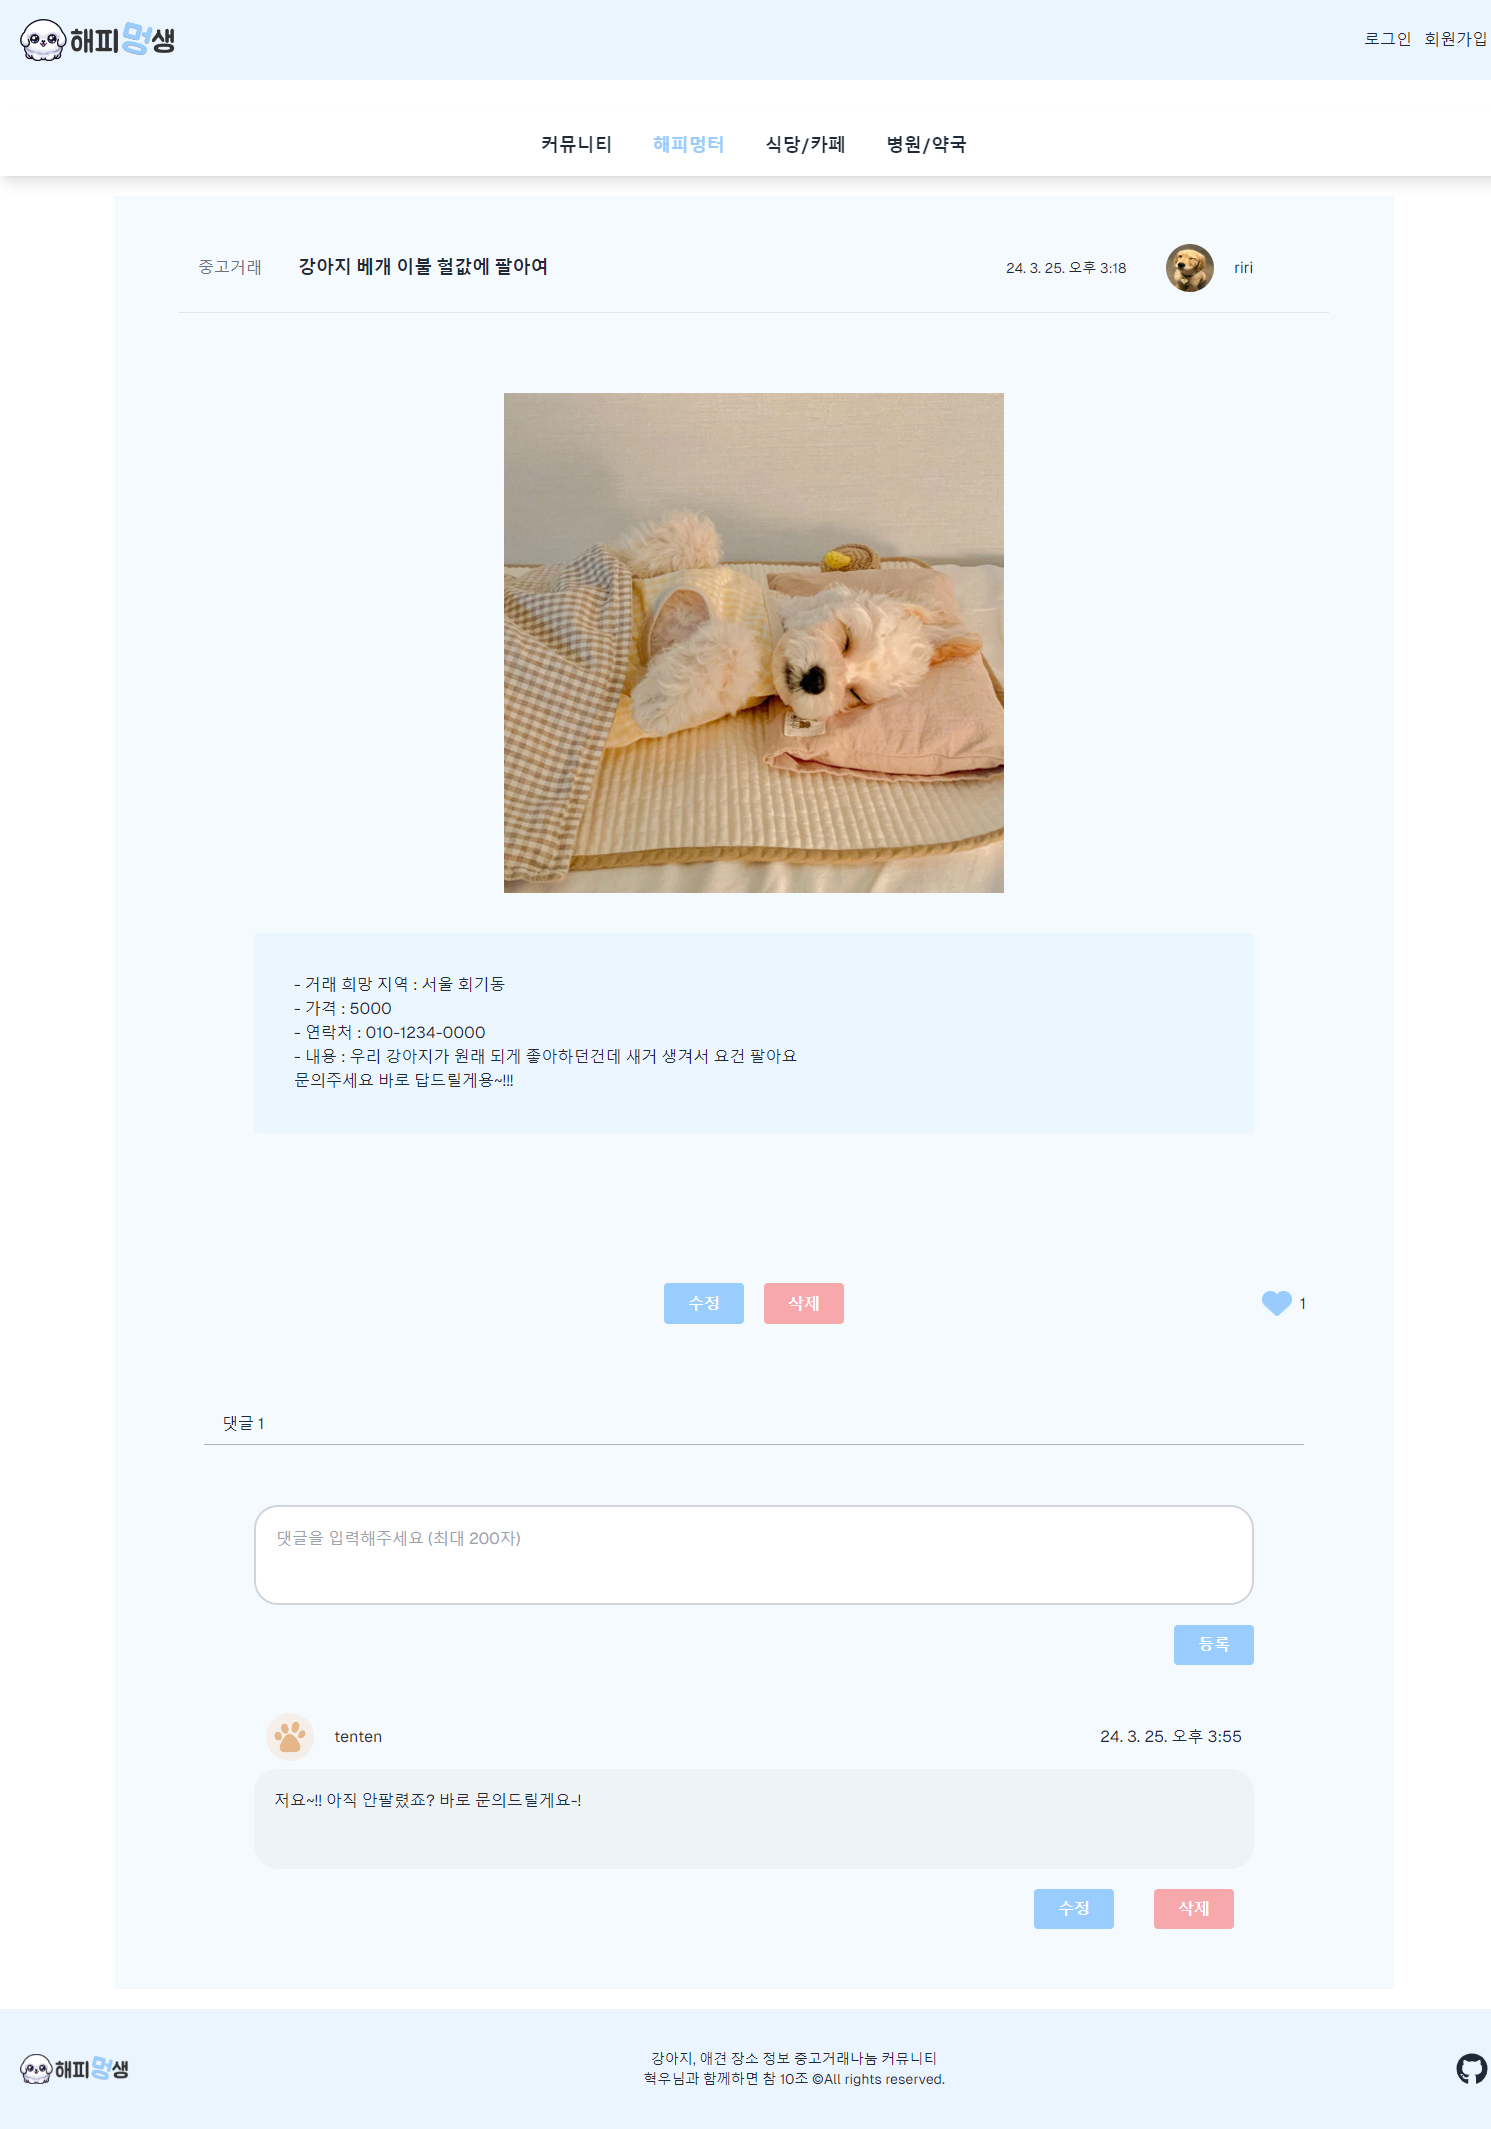 해피멍생
로그인 회원가입
커뮤니티 해피멍터 식당/카페 병원/약국
중고거래 강아지 베개 이불 헐값에 팔아여 24. 3. 25. 오후 3:18 riri
- 거래 희망 지역 : 서울 회기동
- 가격 : 5000
- 연락처 : 010-1234-0000
- 내용 : 우리 강아지가 원래 되게 좋아하던건데 새거 생겨서 요건 팔아요
문의주세요 바로 답드릴게용~!!!
수정 삭제 1
댓글 1
댓글을 입력해주세요 (최대 200자)
등록
tenten 24. 3. 25. 오후 3:55
저요~!! 아직 안팔렸죠? 바로 문의드릴게요-!
수정 삭제
해피멍생
강아지, 애견 장소 정보 중고거래나눔 커뮤니티
혁우님과 함께하면 참 10조 ©All rights reserved.